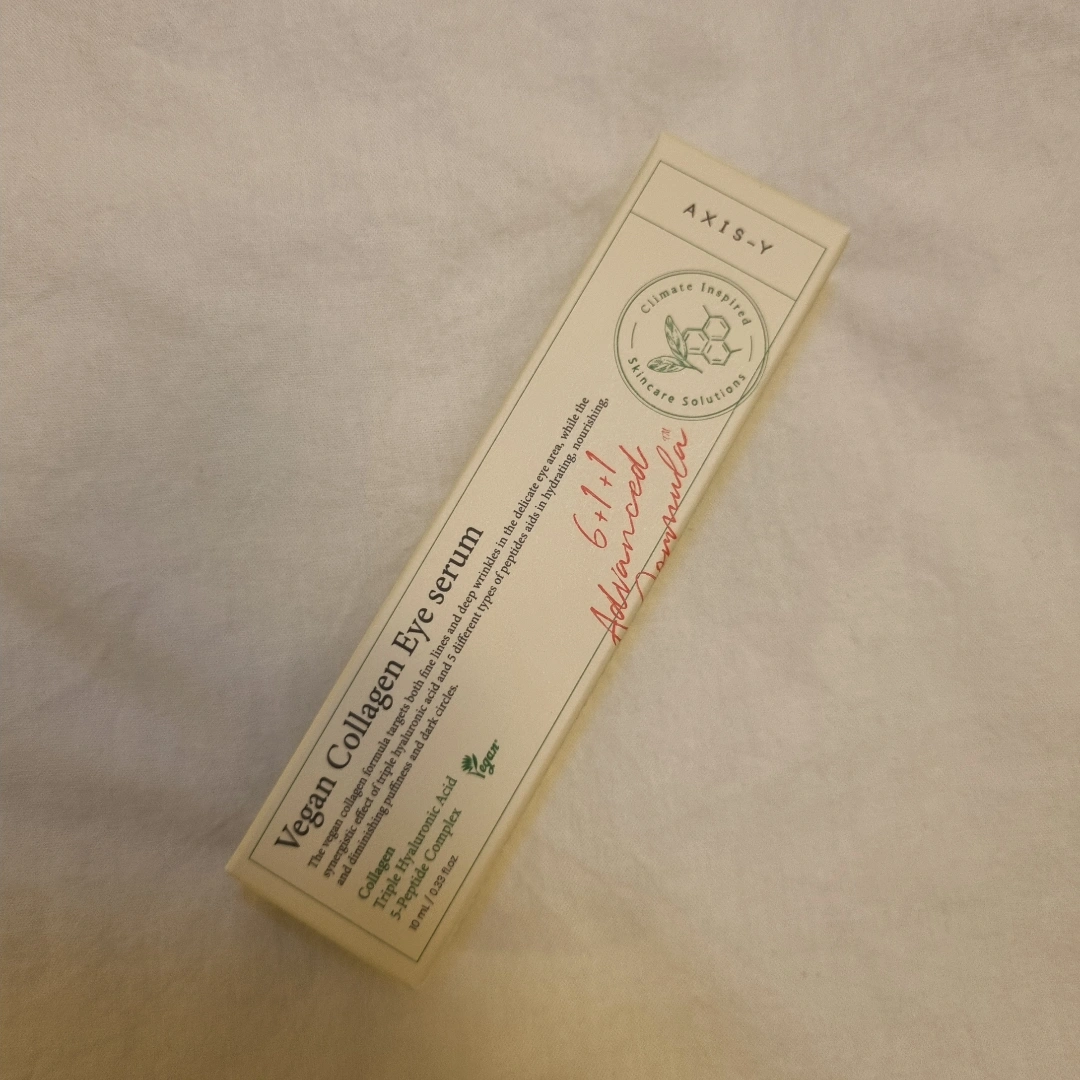 AXIS-Y
Climate Inspired
Skincare Solutions
6+1+1
Advanced
Formula™
Vegan Collagen Eye serum
The vegan collagen formula targets both fine lines and deep wrinkles in the delicate eye area, while the
synergistic effect of triple hyaluronic acid and 5 different types of peptides aids in hydrating, nourishing,
and diminishing puffiness and dark circles.
Collagen
Triple Hyaluronic Acid
5-Peptide Complex
Vegan
10 ml / 0.33 fl.oz